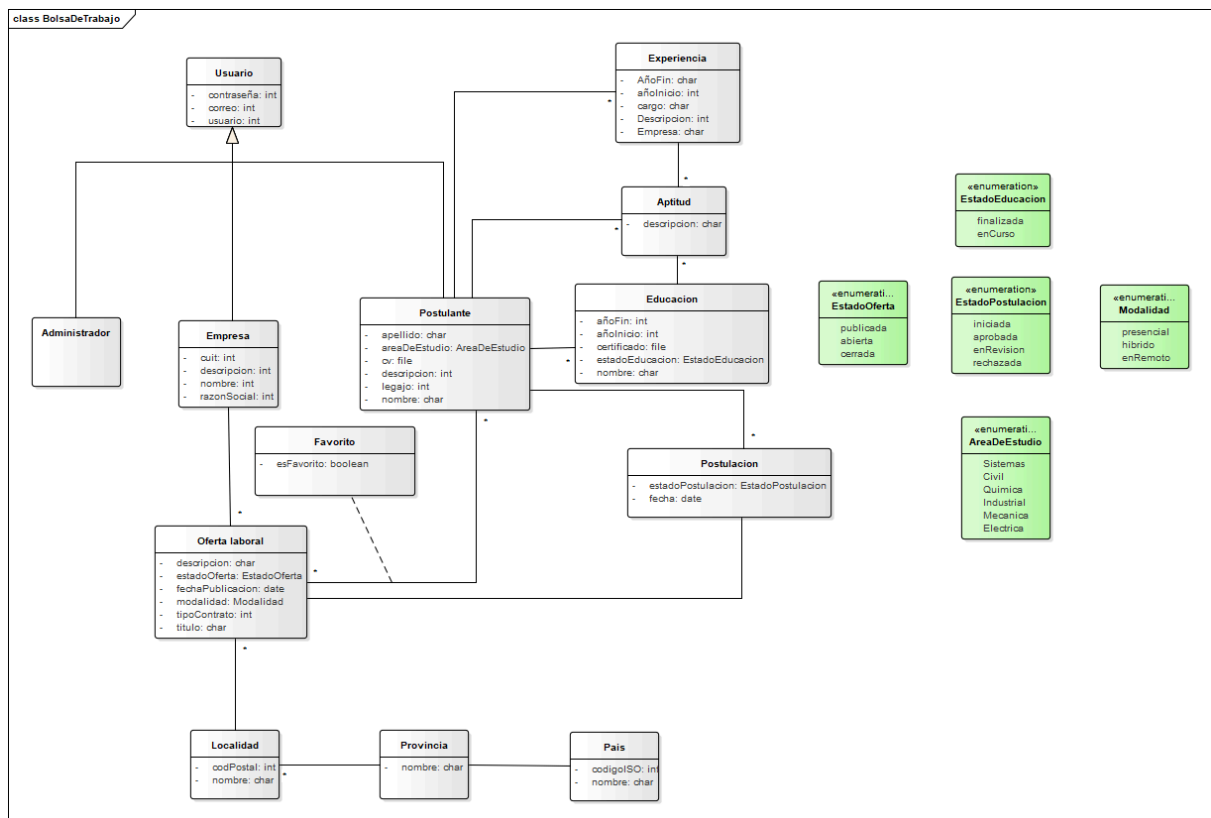 class BolsaDeTrabajo
Usuario
- contraseña: int
- correo: int
- usuario: int
Experiencia
- AñoFin: char
- añoInicio: int
- cargo: char
- Descripcion: int
- Empresa: char
*
*
Aptitud
- descripcion: char
*
*
«enumeration»
EstadoEducacion
finalizada
enCurso
Administrador
Empresa
- cuit: int
- descripcion: int
- nombre: int
- razonSocial: int
Postulante
- apellido: char
- areaDeEstudio: AreaDeEstudio
- cv: file
- descripcion: int
- legajo: int
- nombre: char
*
Educacion
- añoFin: int
- añoInicio: int
- certificado: file
- estadoEducacion: EstadoEducacion
- nombre: char
*
«enumerati...
EstadoOferta
publicada
abierta
cerrada
«enumeration»
EstadoPostulacion
iniciada
aprobada
enRevision
rechazada
«enumerati...
Modalidad
presencial
hibrido
enRemoto
«enumerati...
AreaDeEstudio
Sistemas
Civil
Quimica
Industrial
Mecanica
Electrica
Favorito
- esFavorito: boolean
*
Postulacion
- estadoPostulacion: EstadoPostulacion
- fecha: date
*
Oferta laboral
- descripcion: char
- estadoOferta: EstadoOferta
- fechaPublicacion: date
- modalidad: Modalidad
- tipoContrato: int
- titulo: char
*
*
Localidad
- codPostal: int
- nombre: char
*
Provincia
- nombre: char
Pais
- codigoISO: int
- nombre: char